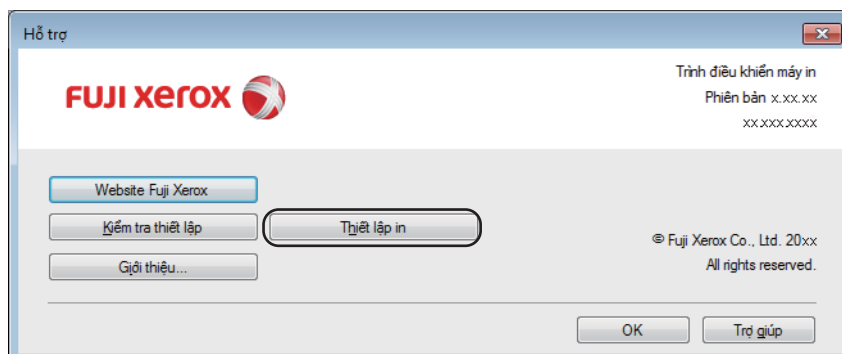 Hỗ trợ
FUJI xerox
Trình điều khiển máy in
Phiên bản x.xx.xx
xx.xxx.xxxx
Website Fuji Xerox
Kiểm tra thiết lập
Thiết lập in
Giới thiệu...
© Fuji Xerox Co., Ltd. 20xx
All rights reserved.
OK
Trợ giúp